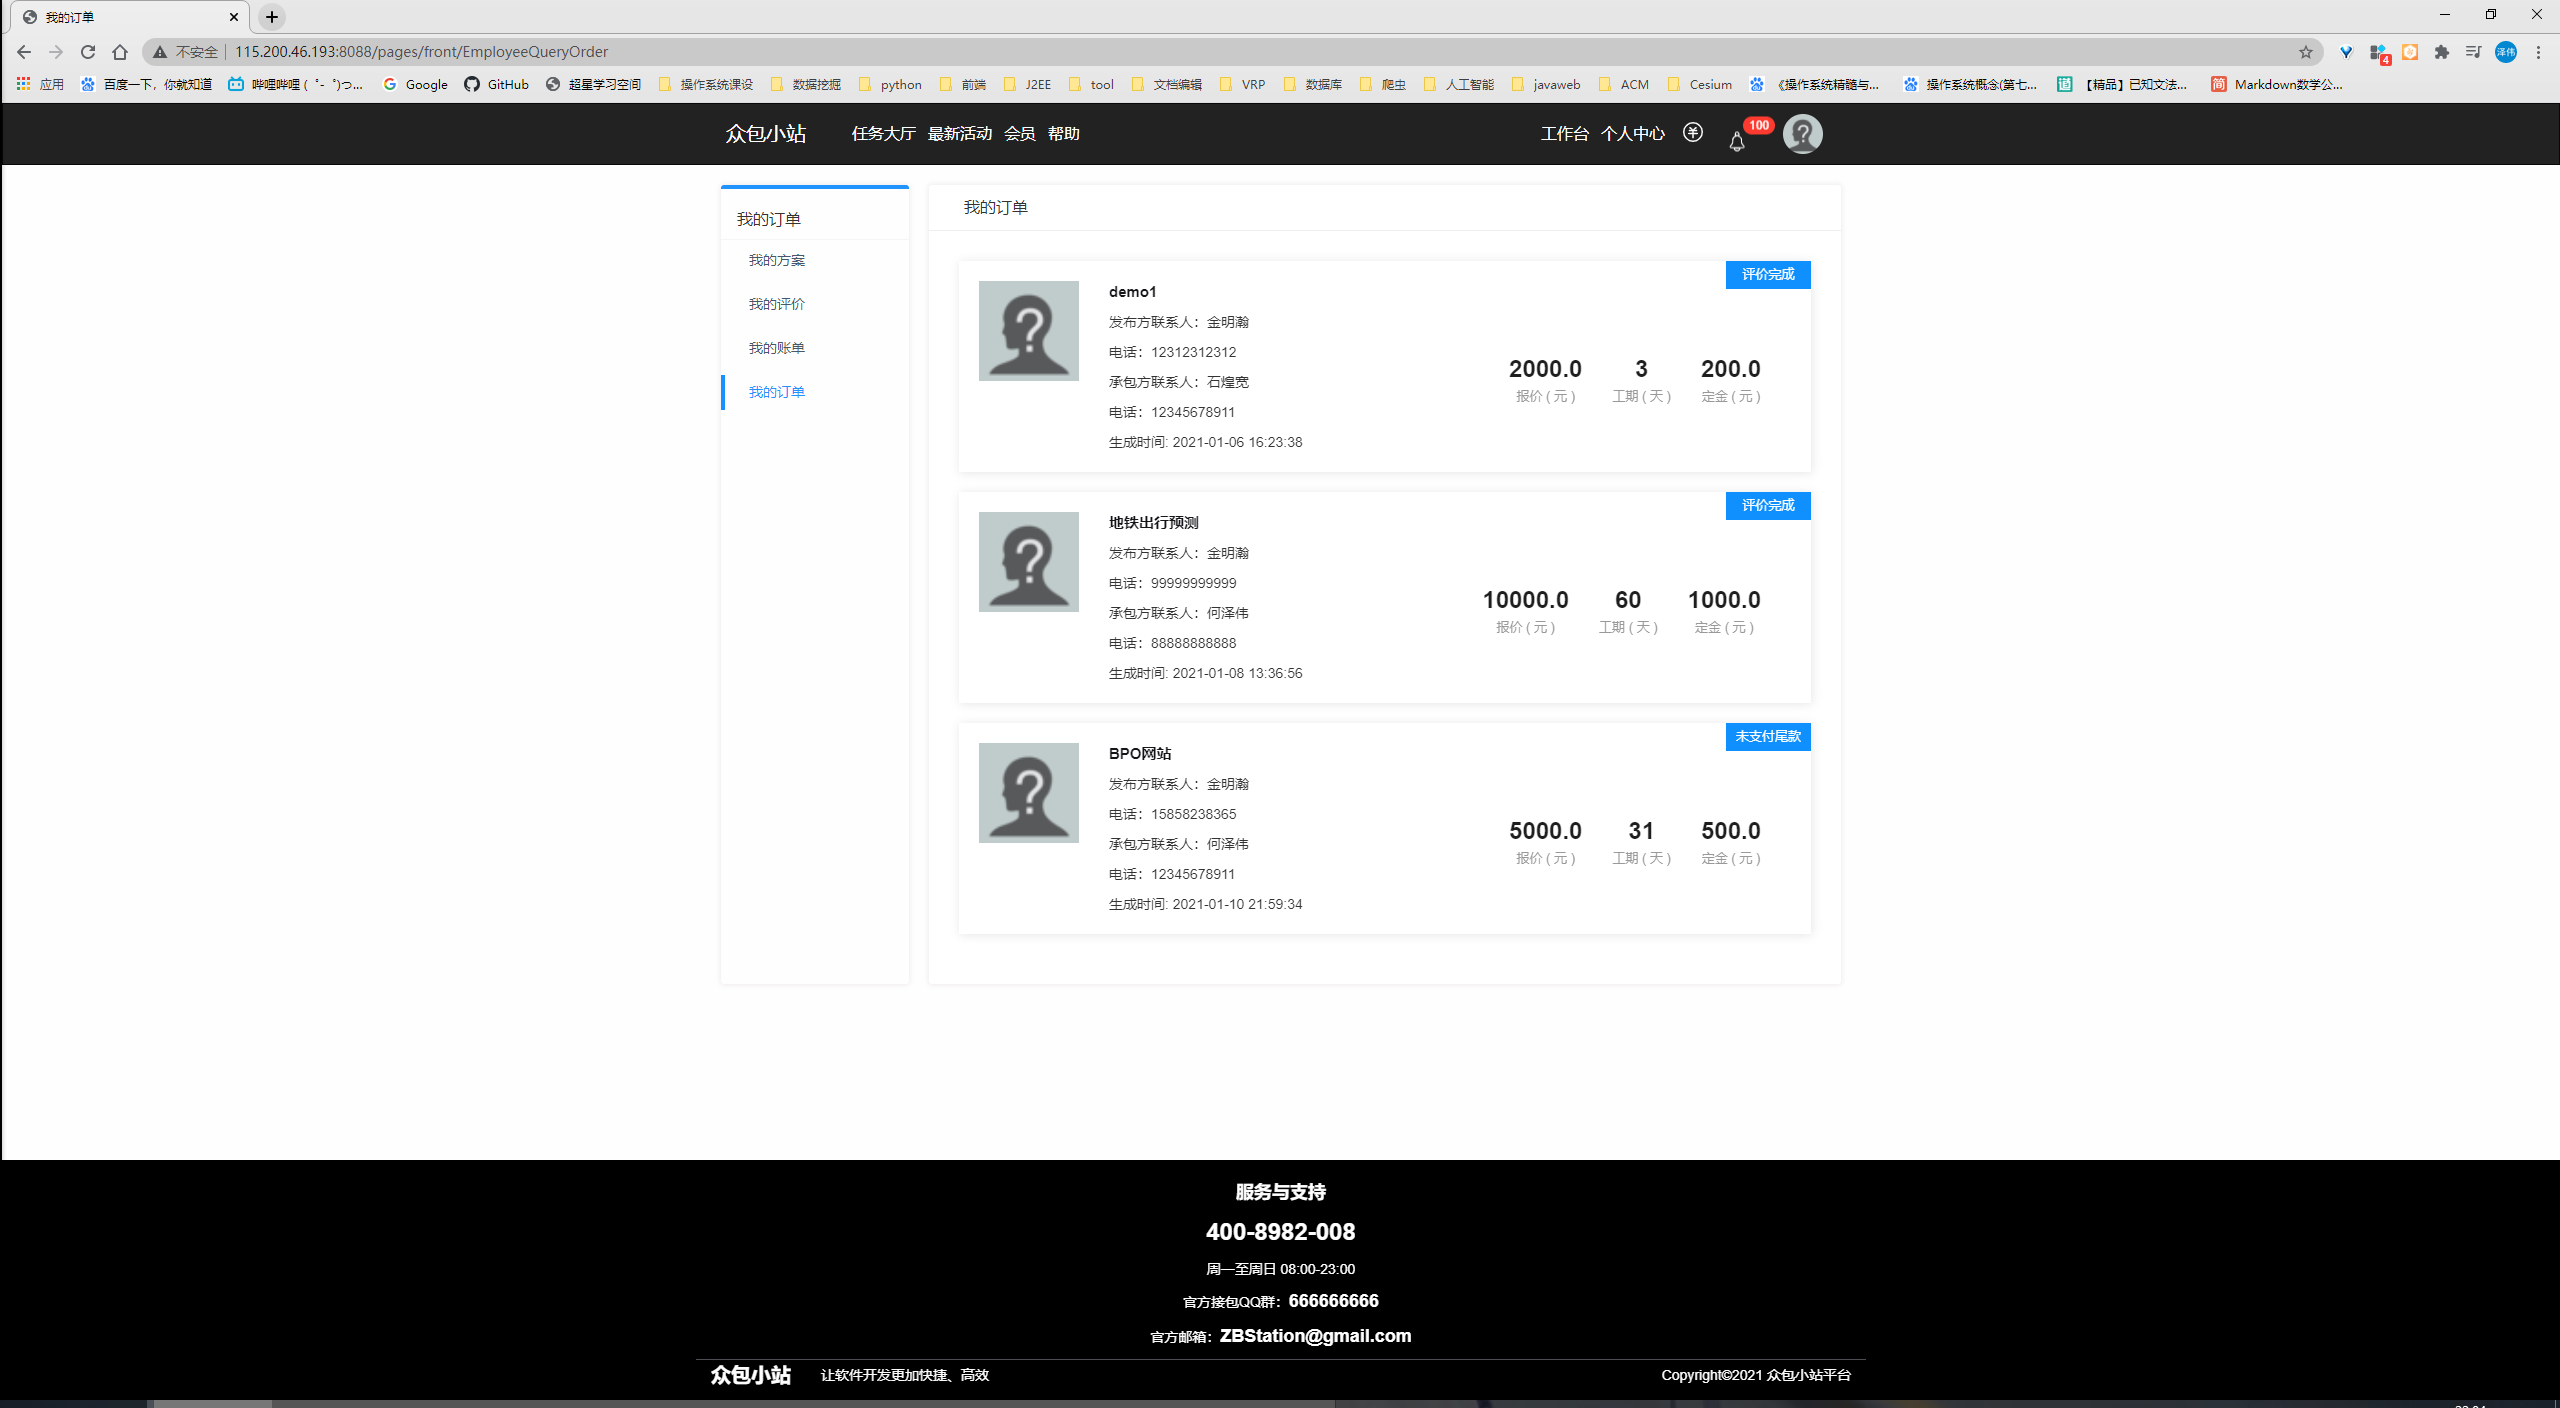 我的订单
不安全 115.200.46.193:8088/pages/front/EmployeeQueryOrder
4
泽伟
应用 百度一下，你就知道 哔哩哔哩 ( ゜- ゜)つ... Google GitHub 超星学习空间 操作系统课设 数据挖掘 python 前端 J2EE tool 文档编辑 VRP 数据库 爬虫 人工智能 javaweb ACM Cesium 《操作系统精髓与... 操作系统概念(第七... 【精品】已知文法... Markdown数学公...
众包小站 任务大厅 最新活动 会员 帮助 工作台 个人中心 100
我的订单
我的方案
我的评价
我的账单
我的订单
我的订单
评价完成
demo1
发布方联系人：金明瀚
电话：12312312312
承包方联系人：石煌宽
电话：12345678911
生成时间: 2021-01-06 16:23:38
2000.0 3 200.0
报价 ( 元 ) 工期 ( 天 ) 定金 ( 元 )
评价完成
地铁出行预测
发布方联系人：金明瀚
电话：99999999999
承包方联系人：何泽伟
电话：88888888888
生成时间: 2021-01-08 13:36:56
10000.0 60 1000.0
报价 ( 元 ) 工期 ( 天 ) 定金 ( 元 )
未支付尾款
BPO网站
发布方联系人：金明瀚
电话：15858238365
承包方联系人：何泽伟
电话：12345678911
生成时间: 2021-01-10 21:59:34
5000.0 31 500.0
报价 ( 元 ) 工期 ( 天 ) 定金 ( 元 )
服务与支持
400-8982-008
周一至周日 08:00-23:00
官方接包QQ群：666666666
官方邮箱：ZBStation@gmail.com
众包小站 让软件开发更加快捷、高效 Copyright©2021 众包小站平台